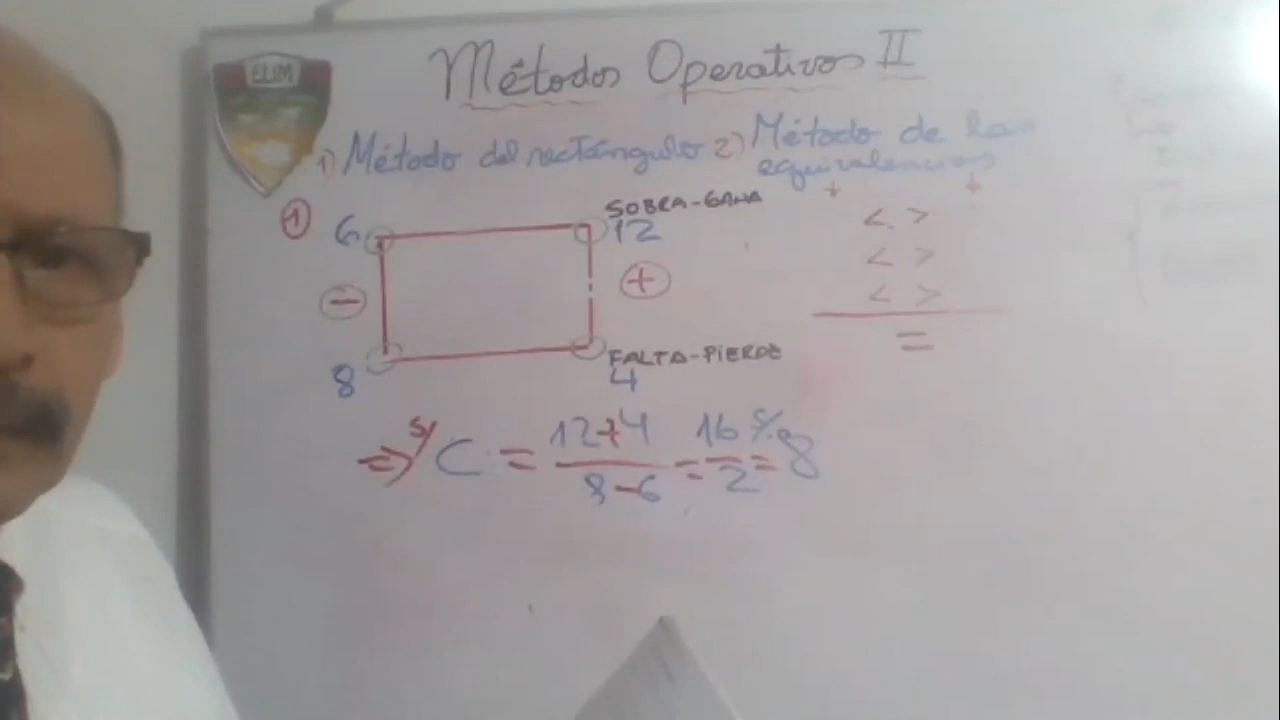 Métodos Operativos II
ELIM
1) Método del rectángulo 2) Método de las
equivalencias
+ +
1 6 SOBRA-GANA
12
< >
- +
< >
< >
=
FALTA-PIERDE
8 4
⇒ S/ C = 12+4 / 8-6 = 16 / 2 = S/. 8